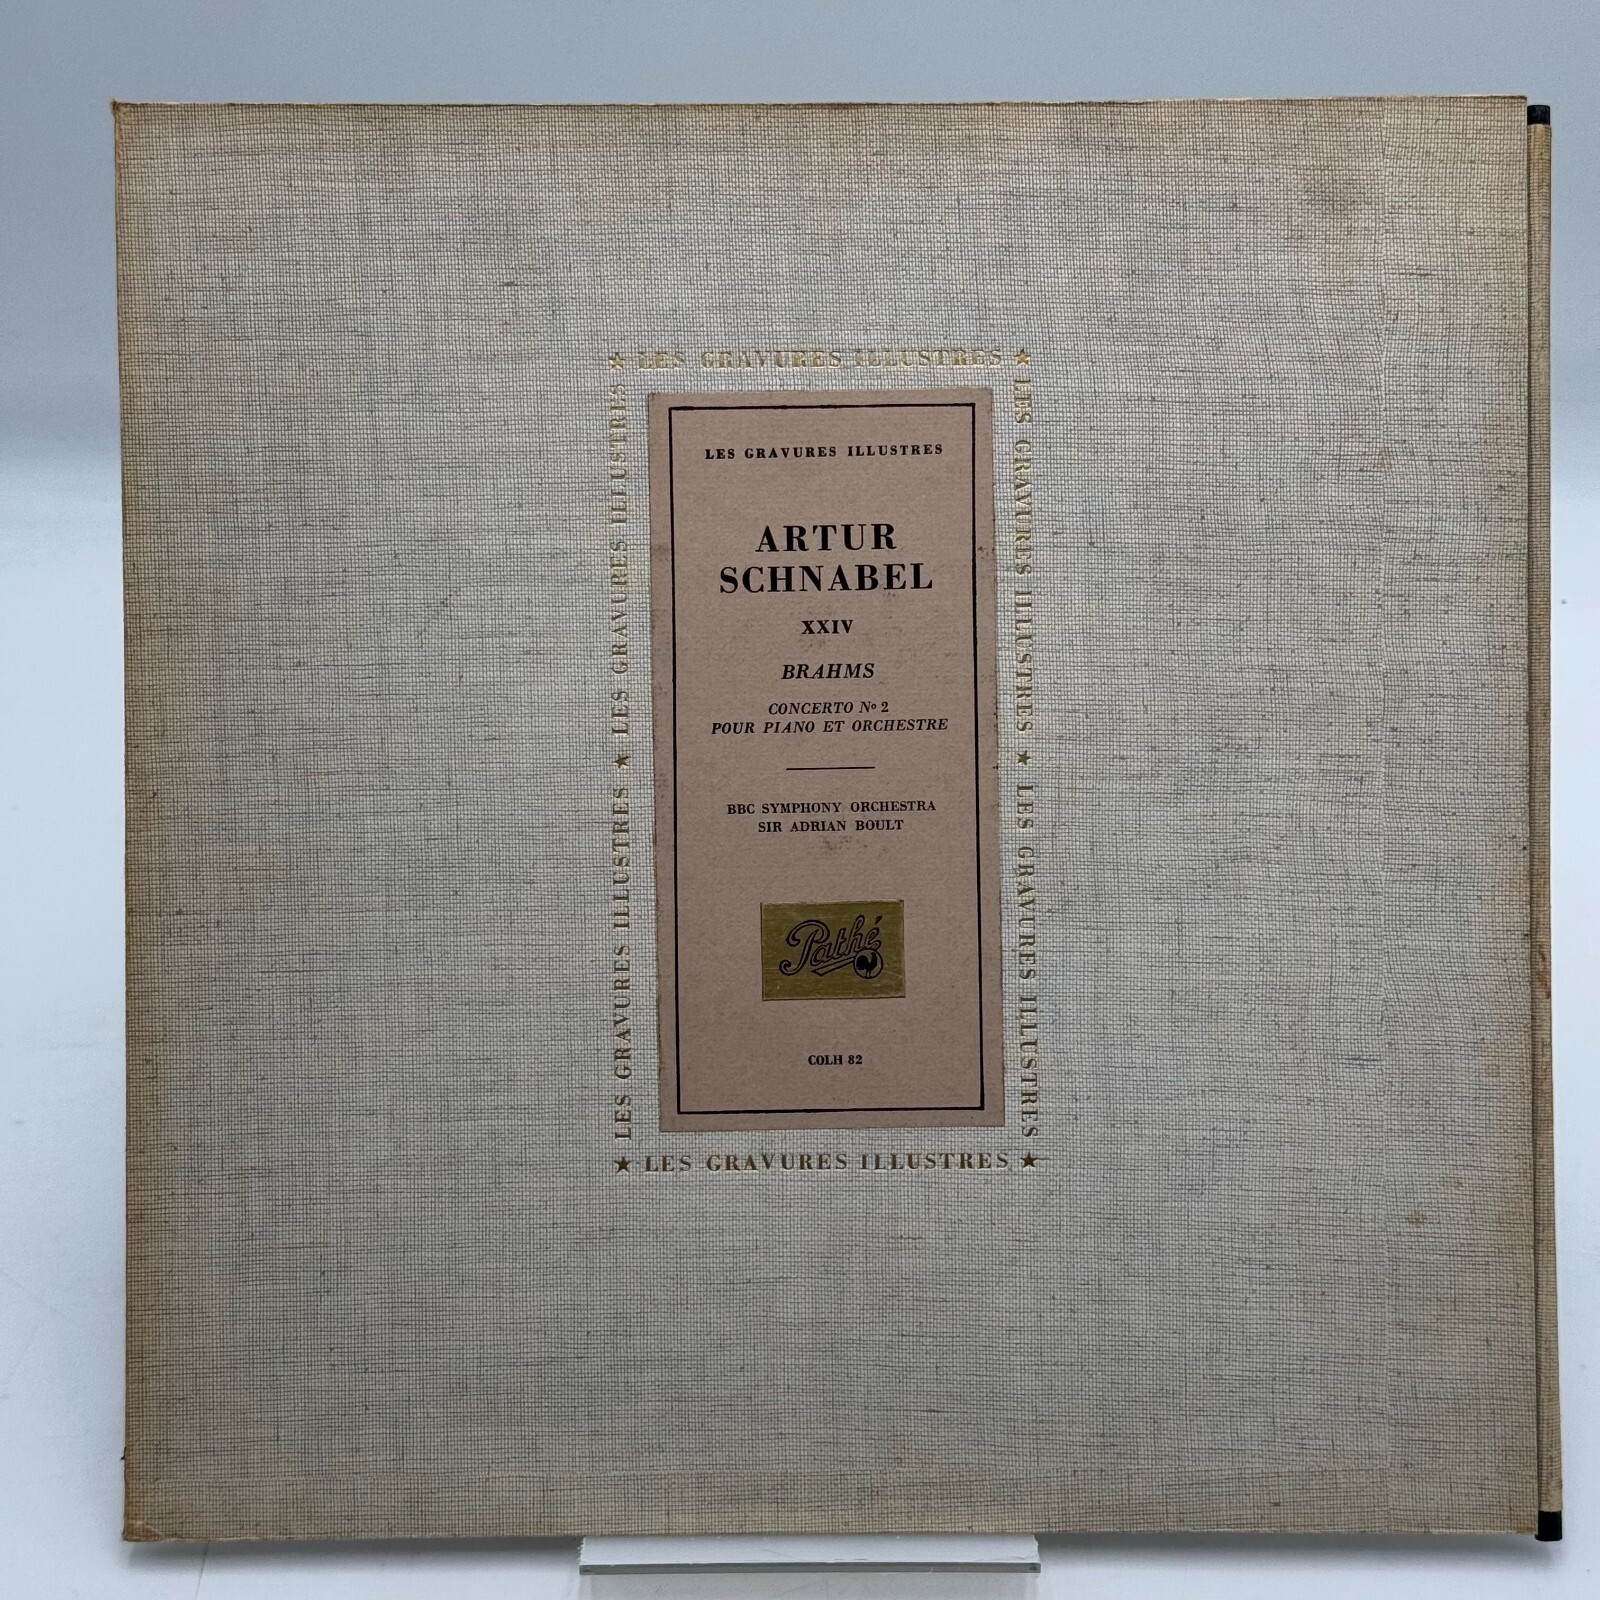 ★ LES GRAVURES ILLUSTRES ★
LES GRAVURES ILLUSTRES ★ LES GRAVURES ILLUSTRES
LES GRAVURES ILLUSTRES ★ LES GRAVURES ILLUSTRES
LES GRAVURES ILLUSTRES
ARTUR
SCHNABEL
XXIV
BRAHMS
CONCERTO Nº 2
POUR PIANO ET ORCHESTRE
BBC SYMPHONY ORCHESTRA
SIR ADRIAN BOULT
Pathé
COLH 82
★ LES GRAVURES ILLUSTRES ★